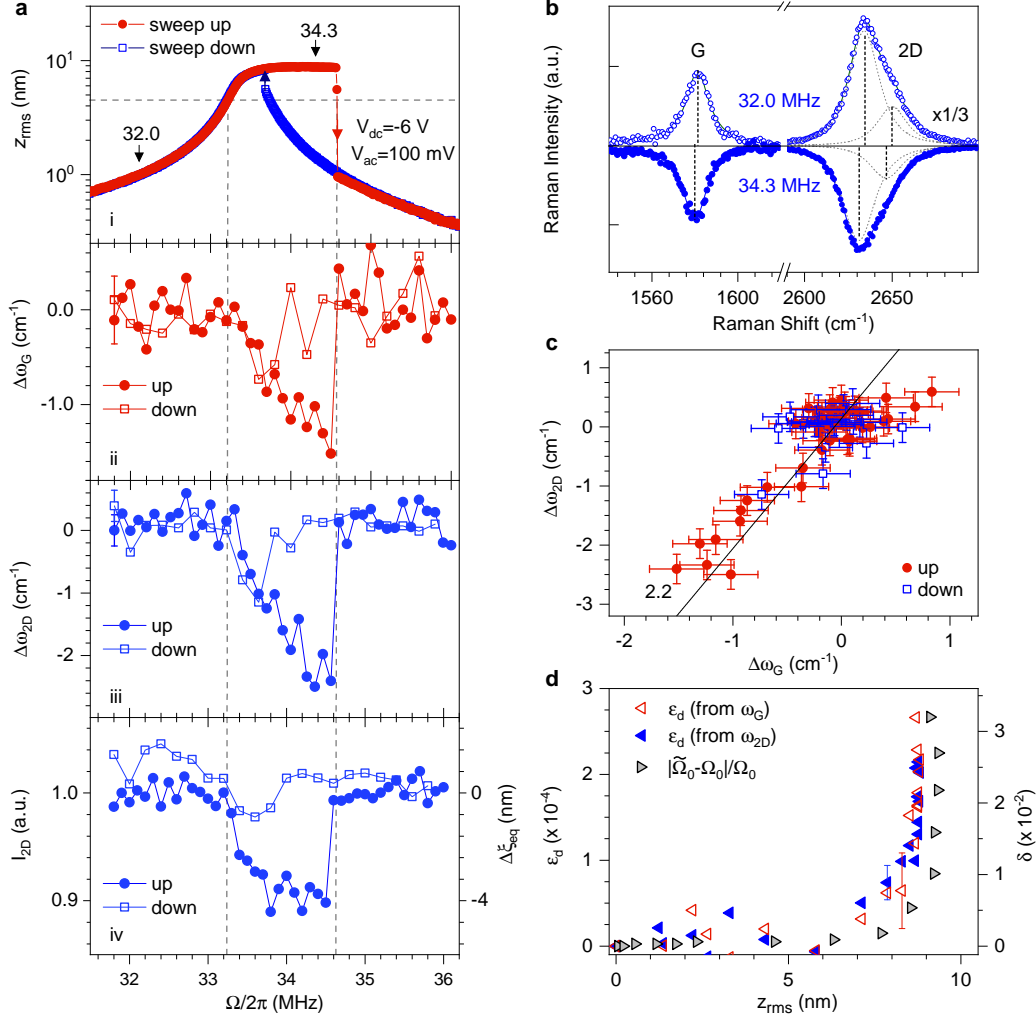 a
sweep up
sweep down
34.3
32.0
V_dc=-6 V
V_ac=100 mV
z_rms (nm)
10^1
10^0
i
Δω_G (cm^-1)
0.0
-1.0
up
down
ii
Δω_2D (cm^-1)
0
-1
-2
up
down
iii
I_2D (a.u.)
1.0
0.9
up
down
iv
0
-4
Δξ_eq (nm)
32 33 34 35 36
Ω/2π (MHz)
b
G
2D
32.0 MHz
x1/3
34.3 MHz
Raman Intensity (a.u.)
1560 1600 2600 2650
Raman Shift (cm^-1)
c
Δω_2D (cm^-1)
1
0
-1
-2
-3
2.2
up
down
-2 -1 0 1
Δω_G (cm^-1)
d
ε_d (from ω_G)
ε_d (from ω_2D)
|Ω̃_0-Ω_0|/Ω_0
ε_d (x 10^-4)
3
2
1
0
3
2
1
0
δ (x 10^-2)
0 5 10
z_rms (nm)